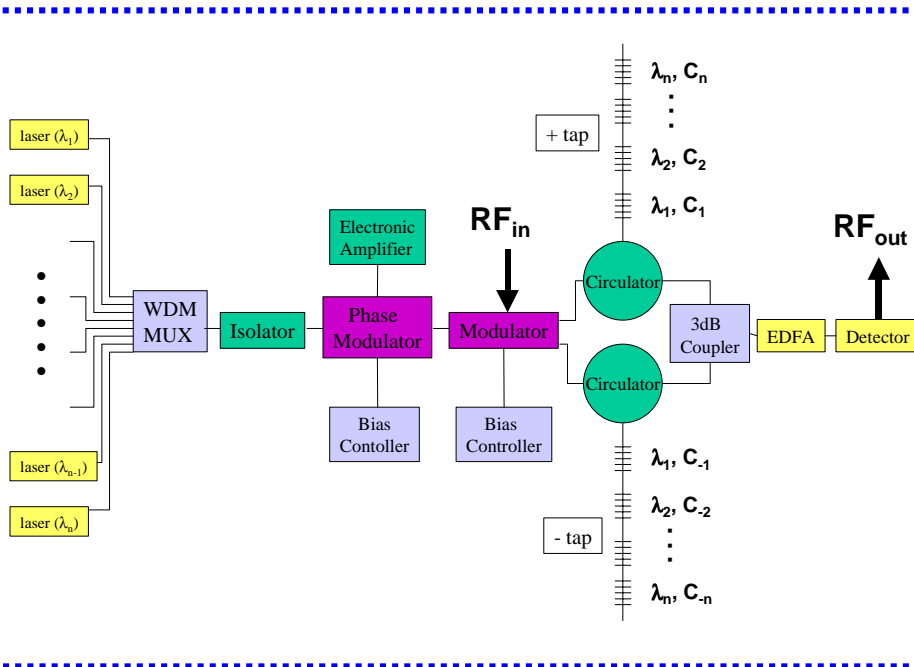 λn, Cn
+ tap
λ2, C2
λ1, C1
laser (λ1)
laser (λ2)
Electronic
Amplifier
RFin
RFout
Circulator
WDM
MUX
Isolator
Phase
Modulator
Modulator
3dB
Coupler
EDFA
Detector
Circulator
Bias
Contoller
Bias
Controller
λ1, C-1
laser (λn-1)
λ2, C-2
laser (λn)
- tap
λn, C-n